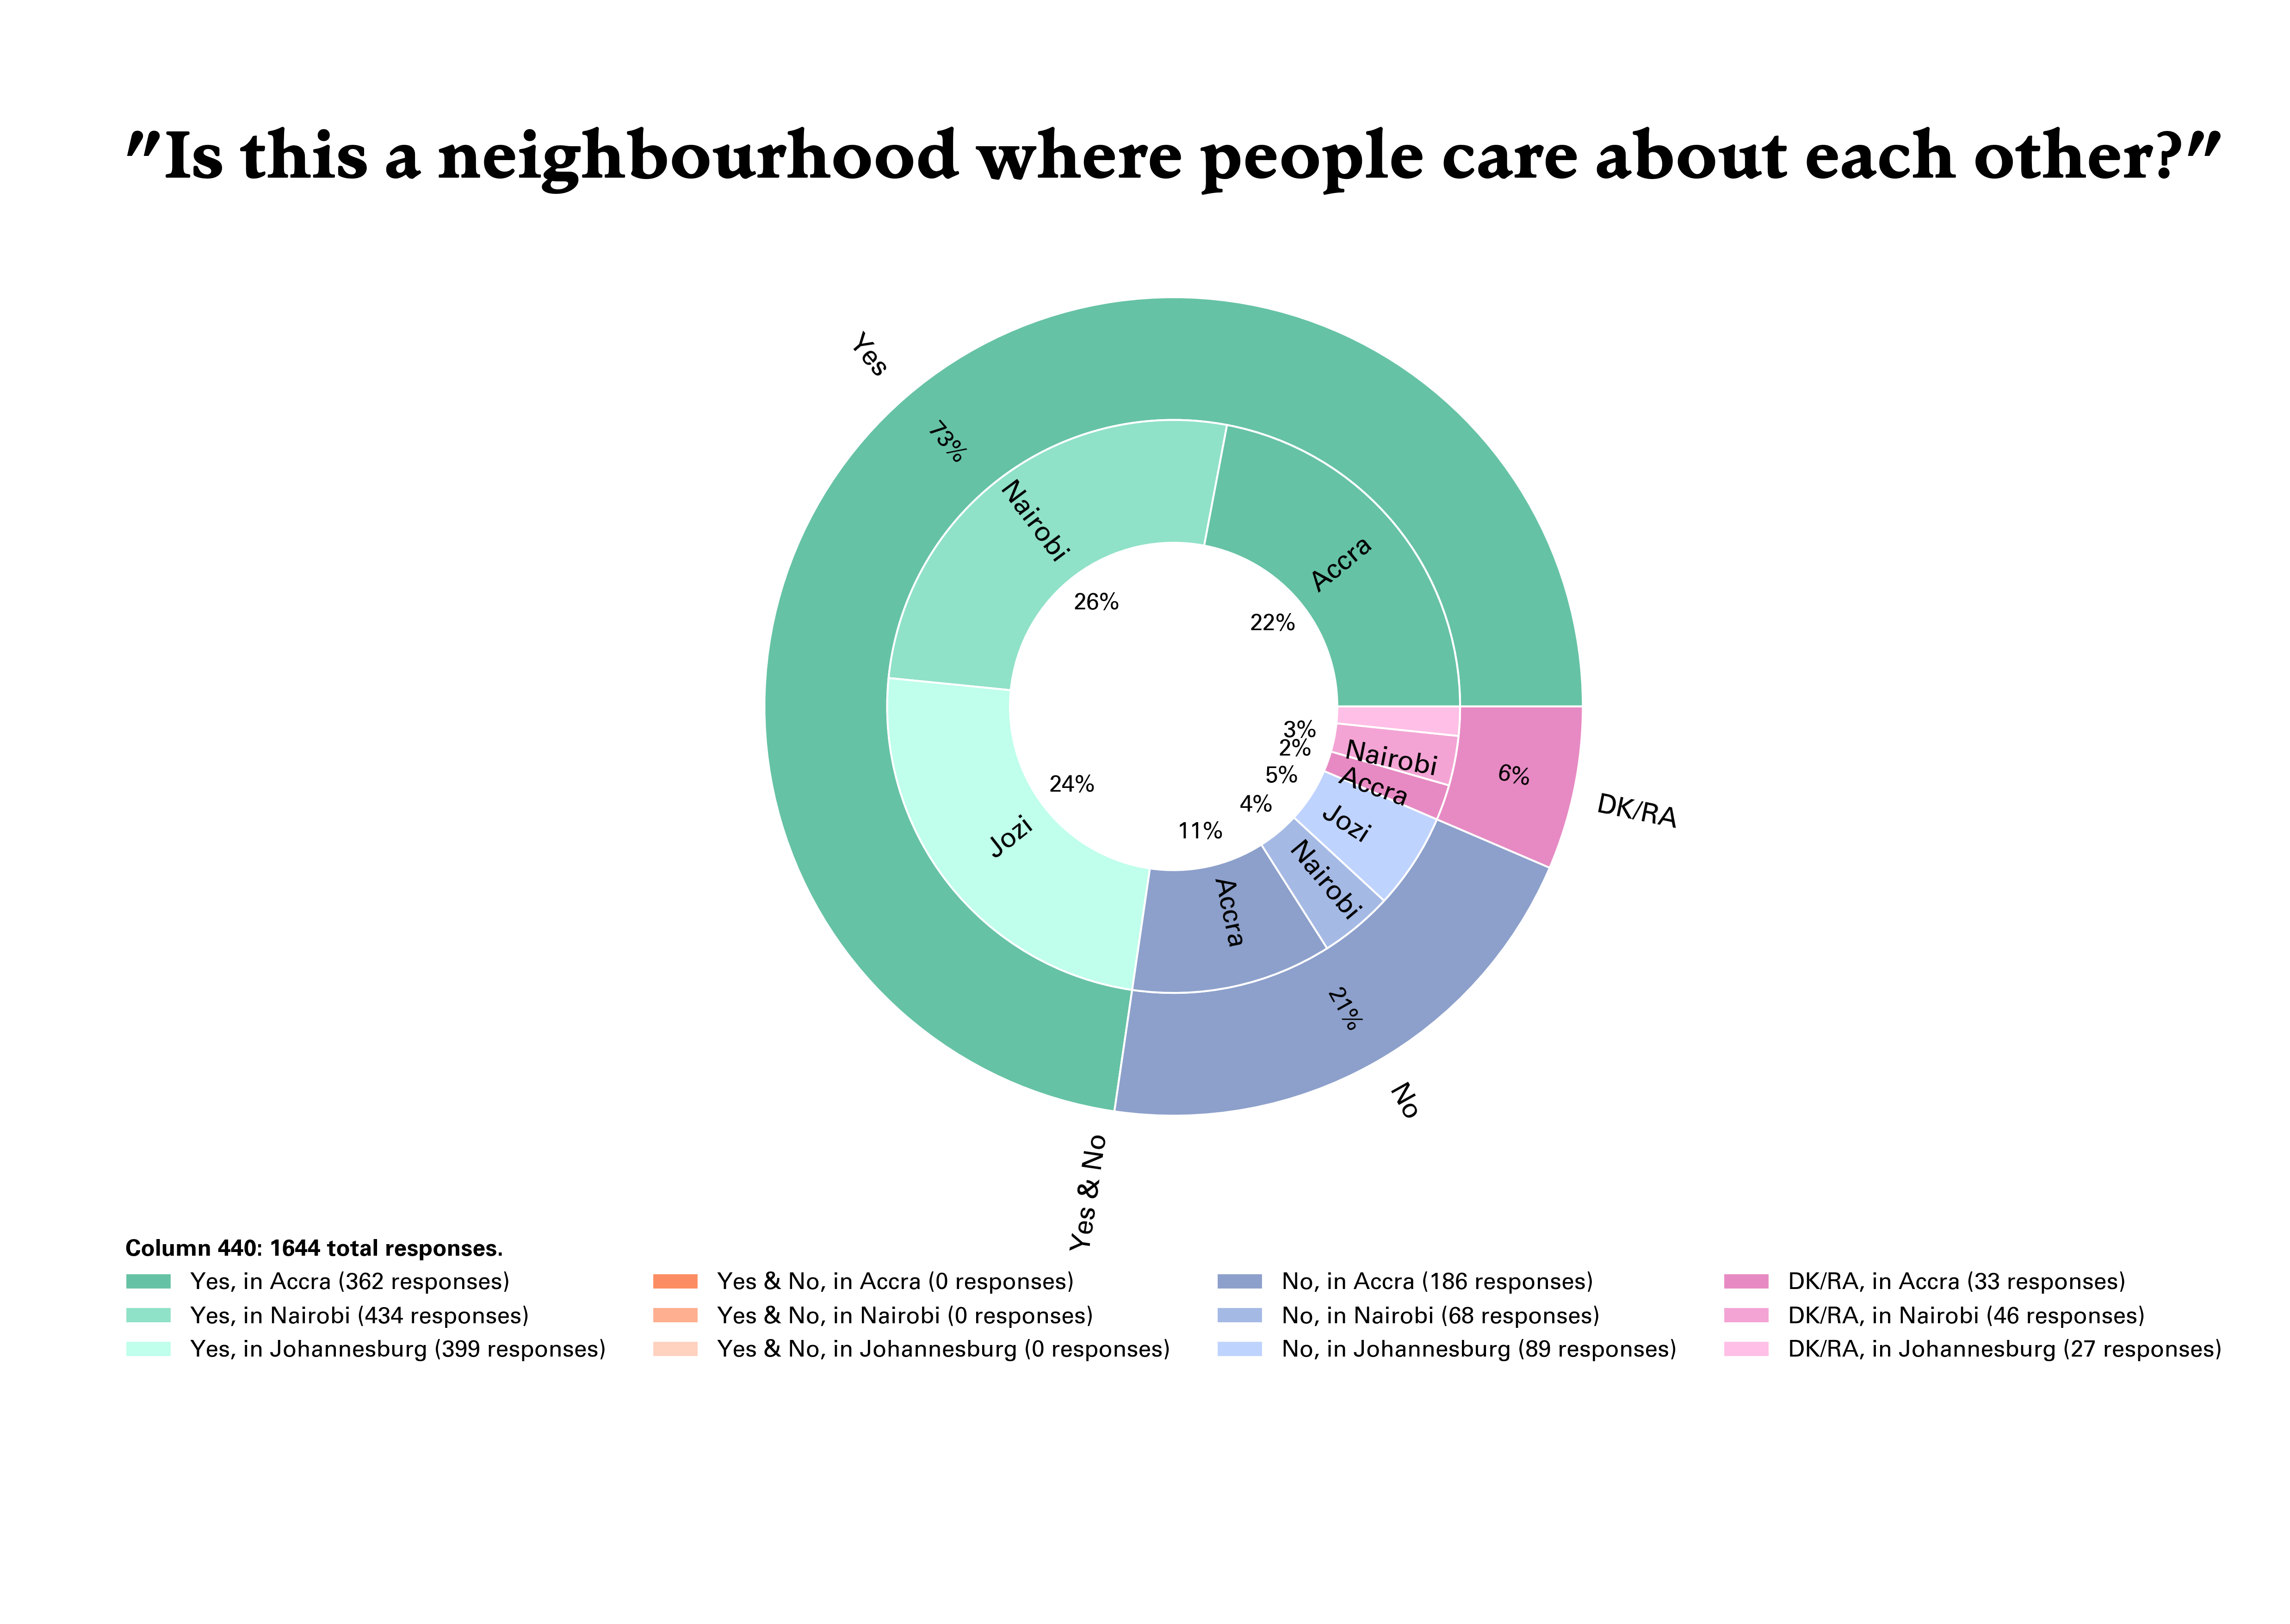 "Is this a neighbourhood where people care about each other?"
Yes
73%
Nairobi
Accra
26%
22%
3%
2%
Nairobi
6%
5%
Accra
DK/RA
24%
4%
Jozi
11%
Jozi
Nairobi
Accra
21%
No
Yes & No
Column 440: 1644 total responses.
Yes, in Accra (362 responses)
Yes, in Nairobi (434 responses)
Yes, in Johannesburg (399 responses)
Yes & No, in Accra (0 responses)
Yes & No, in Nairobi (0 responses)
Yes & No, in Johannesburg (0 responses)
No, in Accra (186 responses)
No, in Nairobi (68 responses)
No, in Johannesburg (89 responses)
DK/RA, in Accra (33 responses)
DK/RA, in Nairobi (46 responses)
DK/RA, in Johannesburg (27 responses)